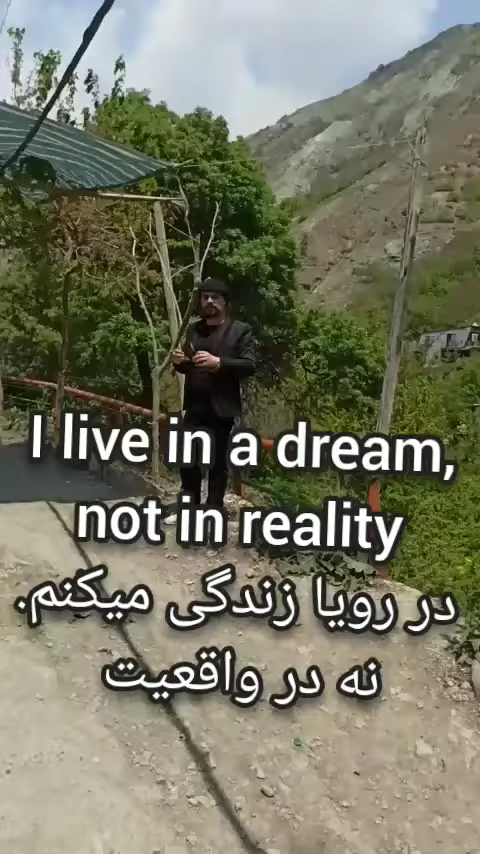 I live in a dream,
not in reality
در رویا زندگی میکنم.
نه در واقعیت